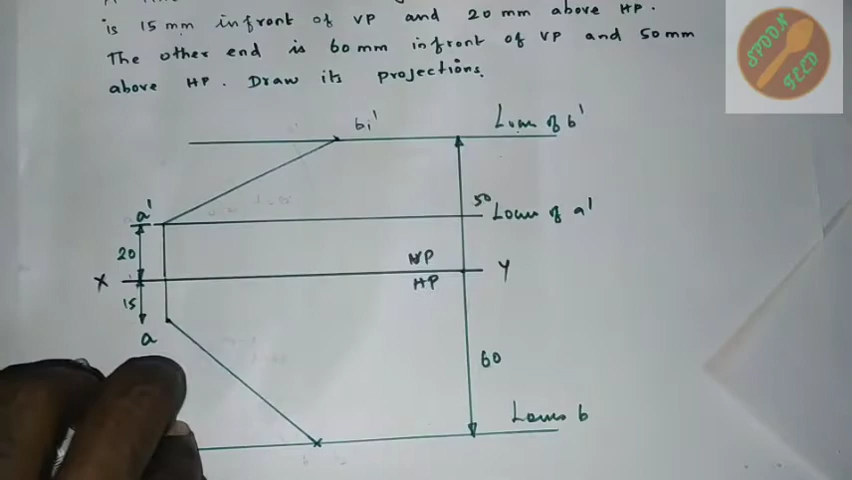 is 15 mm infront of VP and 20 mm above HP.
The other end is 60 mm infront of VP and 50 mm
above HP. Draw its projections.
SPOON
FEED
b1'
Locus of b'
a'
50
Locus of a'
20
VP
X
Y
HP
15
a
60
Locus b